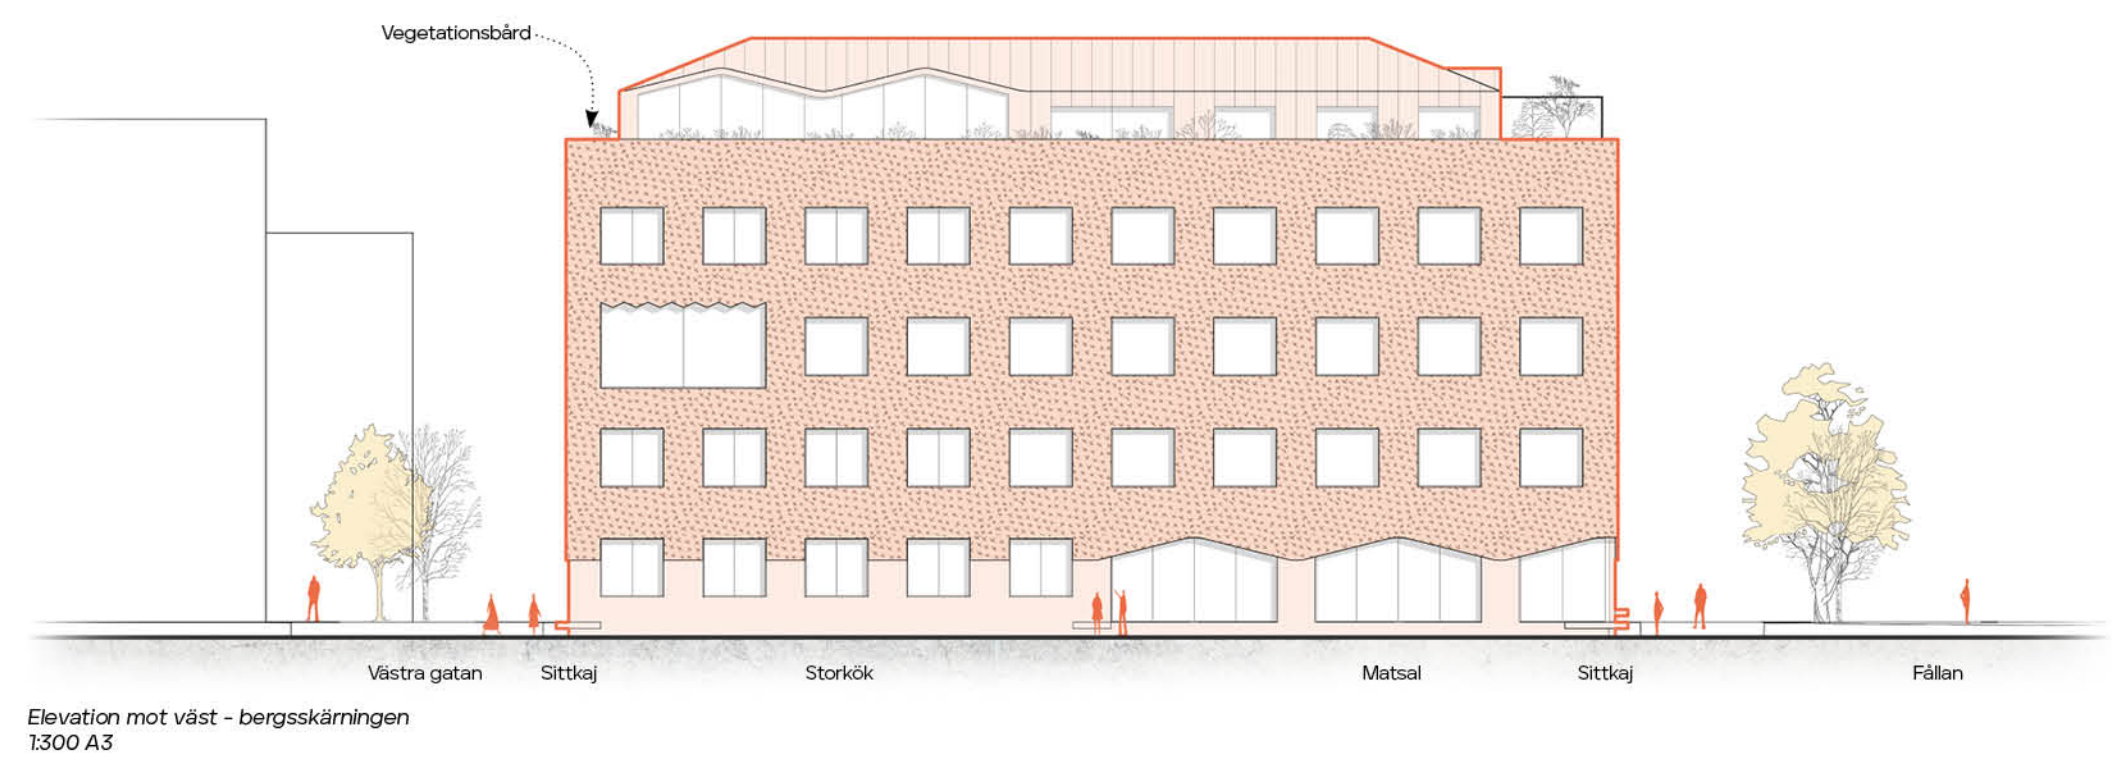 Vegetationsbård
Västra gatan
Sittkaj
Storkök
Matsal
Sittkaj
Fållan
Elevation mot väst - bergsskärningen
1:300 A3